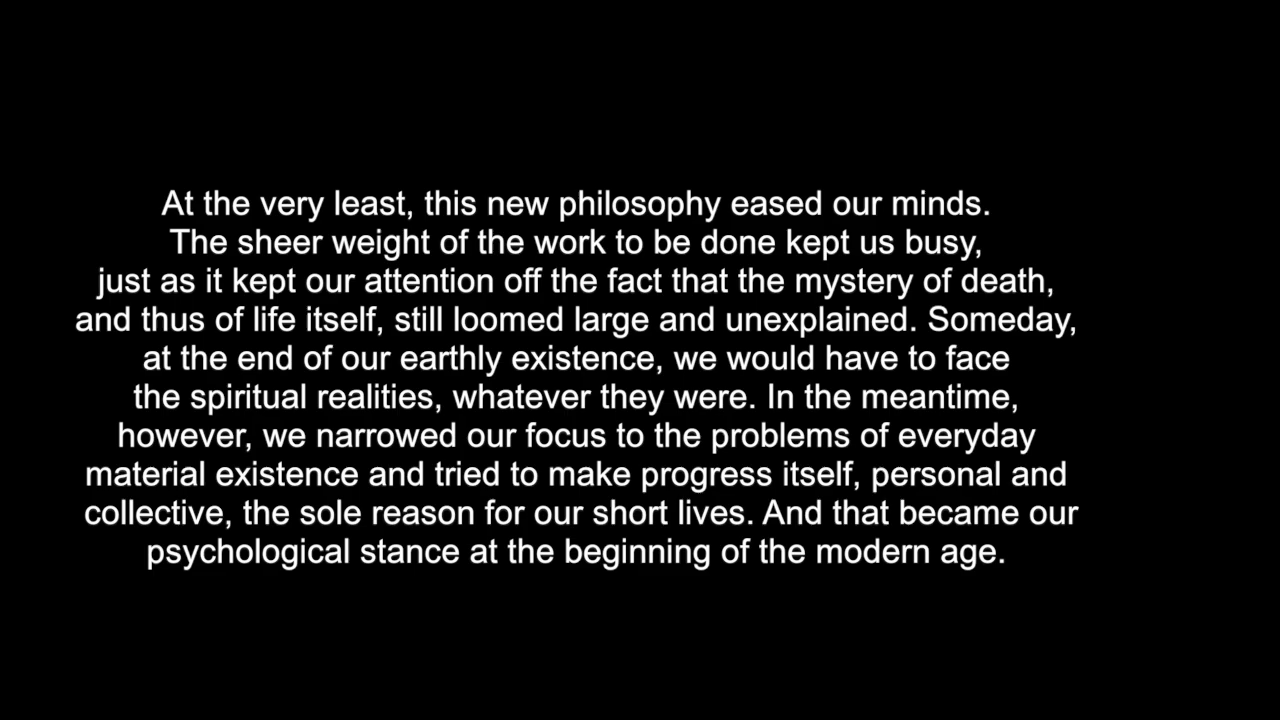 At the very least, this new philosophy eased our minds.
The sheer weight of the work to be done kept us busy,
just as it kept our attention off the fact that the mystery of death,
and thus of life itself, still loomed large and unexplained. Someday,
at the end of our earthly existence, we would have to face
the spiritual realities, whatever they were. In the meantime,
however, we narrowed our focus to the problems of everyday
material existence and tried to make progress itself, personal and
collective, the sole reason for our short lives. And that became our
psychological stance at the beginning of the modern age.